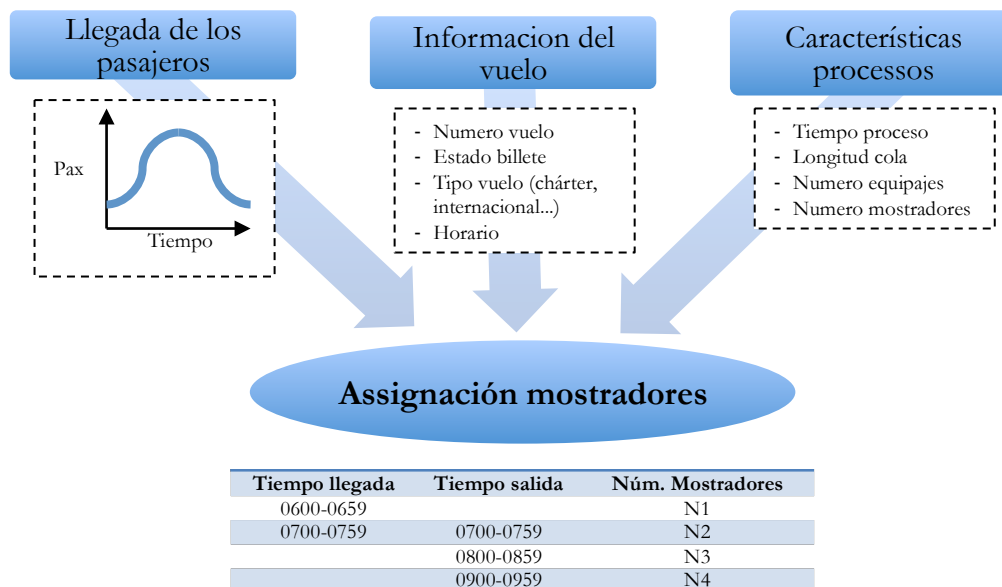 Llegada de los
pasajeros
Informacion del
vuelo
Característícas
processos
Pax
Tiempo
- Numero vuelo
- Estado billete
- Tipo vuelo (chárter,
internacional...)
- Horario
- Tiempo proceso
- Longitud cola
- Numero equipajes
- Numero mostradores
Assignación mostradores
Tiempo llegada Tiempo salida Núm. Mostradores
0600-0659 N1
0700-0759 0700-0759 N2
0800-0859 N3
0900-0959 N4